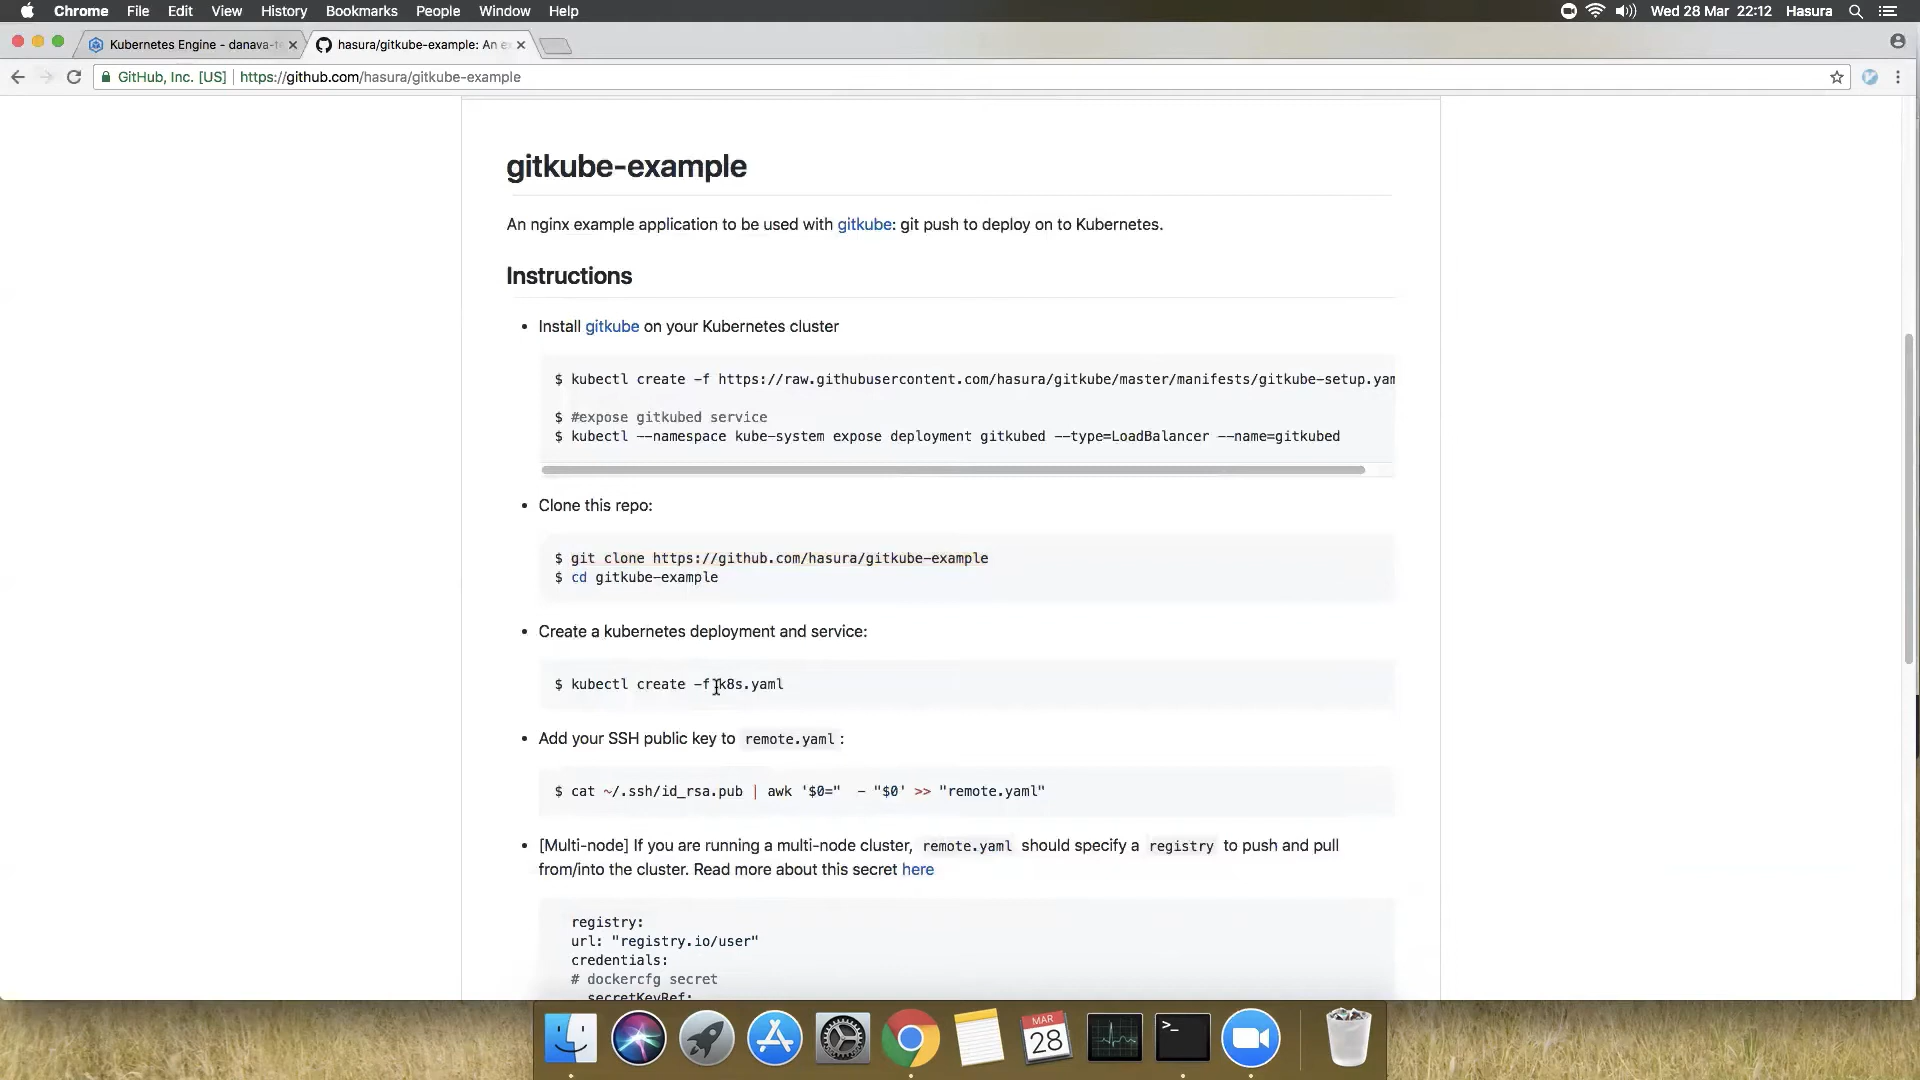 Chrome File Edit View History Bookmarks People Window Help Wed 28 Mar 22:12 Hasura
Kubernetes Engine - danava-t hasura/gitkube-example: An e
GitHub, Inc. [US] https://github.com/hasura/gitkube-example
gitkube-example
An nginx example application to be used with gitkube: git push to deploy on to Kubernetes.
Instructions
• Install gitkube on your Kubernetes cluster
$ kubectl create -f https://raw.githubusercontent.com/hasura/gitkube/master/manifests/gitkube-setup.yam
$ #expose gitkubed service
$ kubectl --namespace kube-system expose deployment gitkubed --type=LoadBalancer --name=gitkubed
• Clone this repo:
$ git clone https://github.com/hasura/gitkube-example
$ cd gitkube-example
• Create a kubernetes deployment and service:
$ kubectl create -f k8s.yaml
• Add your SSH public key to remote.yaml :
$ cat ~/.ssh/id_rsa.pub | awk '$0="  - "$0' >> "remote.yaml"
• [Multi-node] If you are running a multi-node cluster, remote.yaml should specify a registry to push and pull
from/into the cluster. Read more about this secret here
registry:
url: "registry.io/user"
credentials:
# dockercfg secret
secretKeyRef:
MAR
28
>_